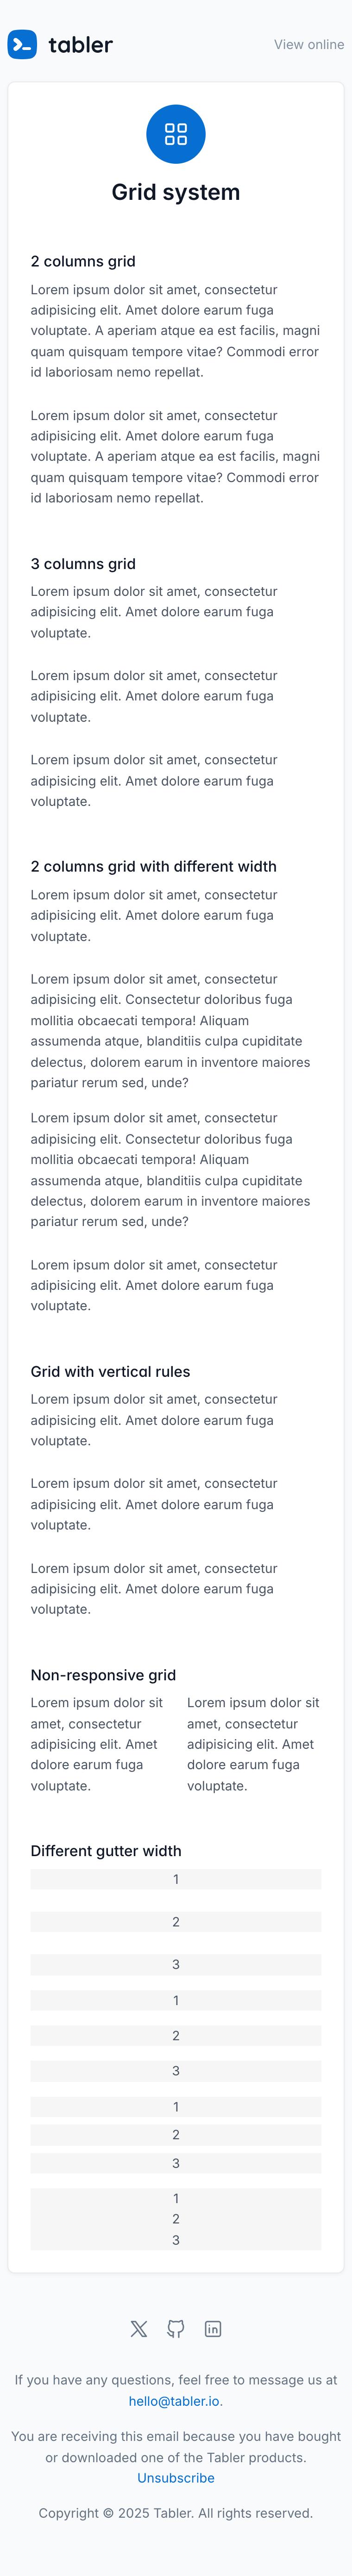 tabler
View online
Grid system
2 columns grid
Lorem ipsum dolor sit amet, consectetur
adipisicing elit. Amet dolore earum fuga
voluptate. A aperiam atque ea est facilis, magni
quam quisquam tempore vitae? Commodi error
id laboriosam nemo repellat.
Lorem ipsum dolor sit amet, consectetur
adipisicing elit. Amet dolore earum fuga
voluptate. A aperiam atque ea est facilis, magni
quam quisquam tempore vitae? Commodi error
id laboriosam nemo repellat.
3 columns grid
Lorem ipsum dolor sit amet, consectetur
adipisicing elit. Amet dolore earum fuga
voluptate.
Lorem ipsum dolor sit amet, consectetur
adipisicing elit. Amet dolore earum fuga
voluptate.
Lorem ipsum dolor sit amet, consectetur
adipisicing elit. Amet dolore earum fuga
voluptate.
2 columns grid with different width
Lorem ipsum dolor sit amet, consectetur
adipisicing elit. Amet dolore earum fuga
voluptate.
Lorem ipsum dolor sit amet, consectetur
adipisicing elit. Consectetur doloribus fuga
mollitia obcaecati tempora! Aliquam
assumenda atque, blanditiis culpa cupiditate
delectus, dolorem earum in inventore maiores
pariatur rerum sed, unde?
Lorem ipsum dolor sit amet, consectetur
adipisicing elit. Consectetur doloribus fuga
mollitia obcaecati tempora! Aliquam
assumenda atque, blanditiis culpa cupiditate
delectus, dolorem earum in inventore maiores
pariatur rerum sed, unde?
Lorem ipsum dolor sit amet, consectetur
adipisicing elit. Amet dolore earum fuga
voluptate.
Grid with vertical rules
Lorem ipsum dolor sit amet, consectetur
adipisicing elit. Amet dolore earum fuga
voluptate.
Lorem ipsum dolor sit amet, consectetur
adipisicing elit. Amet dolore earum fuga
voluptate.
Lorem ipsum dolor sit amet, consectetur
adipisicing elit. Amet dolore earum fuga
voluptate.
Non-responsive grid
Lorem ipsum dolor sit
amet, consectetur
adipisicing elit. Amet
dolore earum fuga
voluptate.
Lorem ipsum dolor sit
amet, consectetur
adipisicing elit. Amet
dolore earum fuga
voluptate.
Different gutter width
1
2
3
1
2
3
1
2
3
1
2
3
If you have any questions, feel free to message us at
hello@tabler.io.
You are receiving this email because you have bought
or downloaded one of the Tabler products.
Unsubscribe
Copyright © 2025 Tabler. All rights reserved.